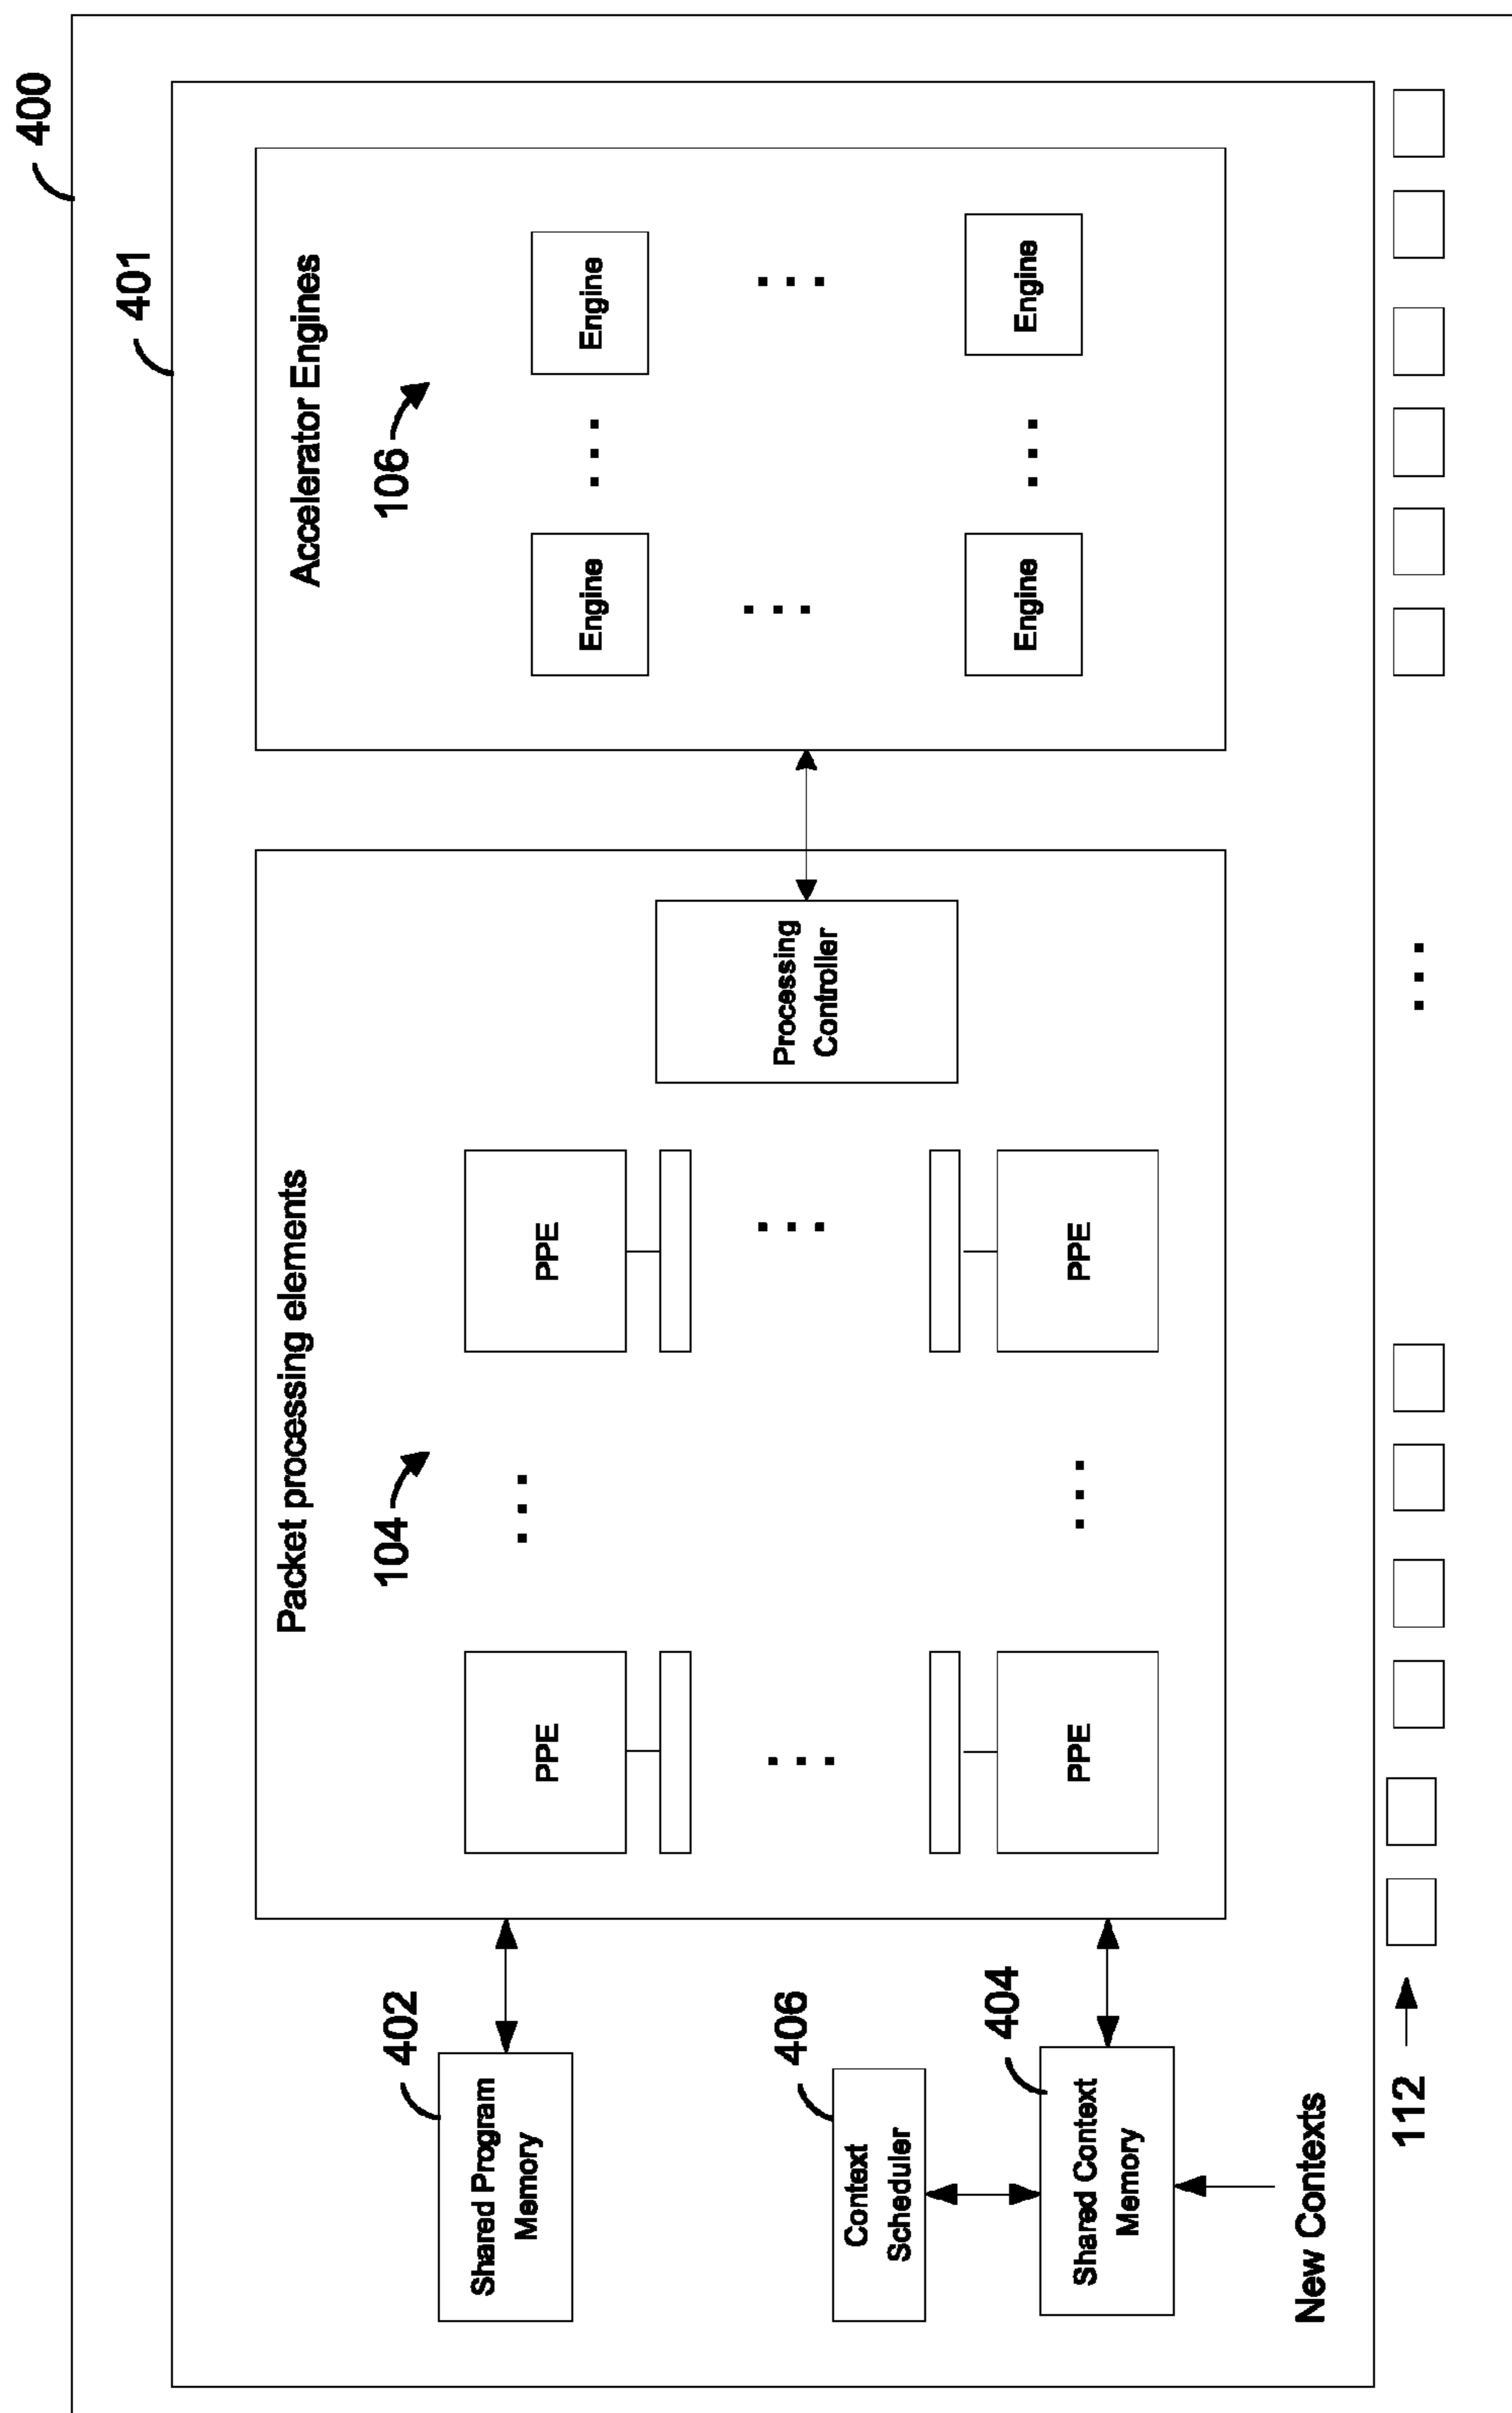 400
401
Packet processing elements
Accelerator Engines
104
106
402
Shared Program
Memory
PPE
PPE
Engine
Engine
Processing
Controller
406
Context
Scheduler
404
Shared Context
Memory
PPE
PPE
Engine
Engine
New Contexts
112